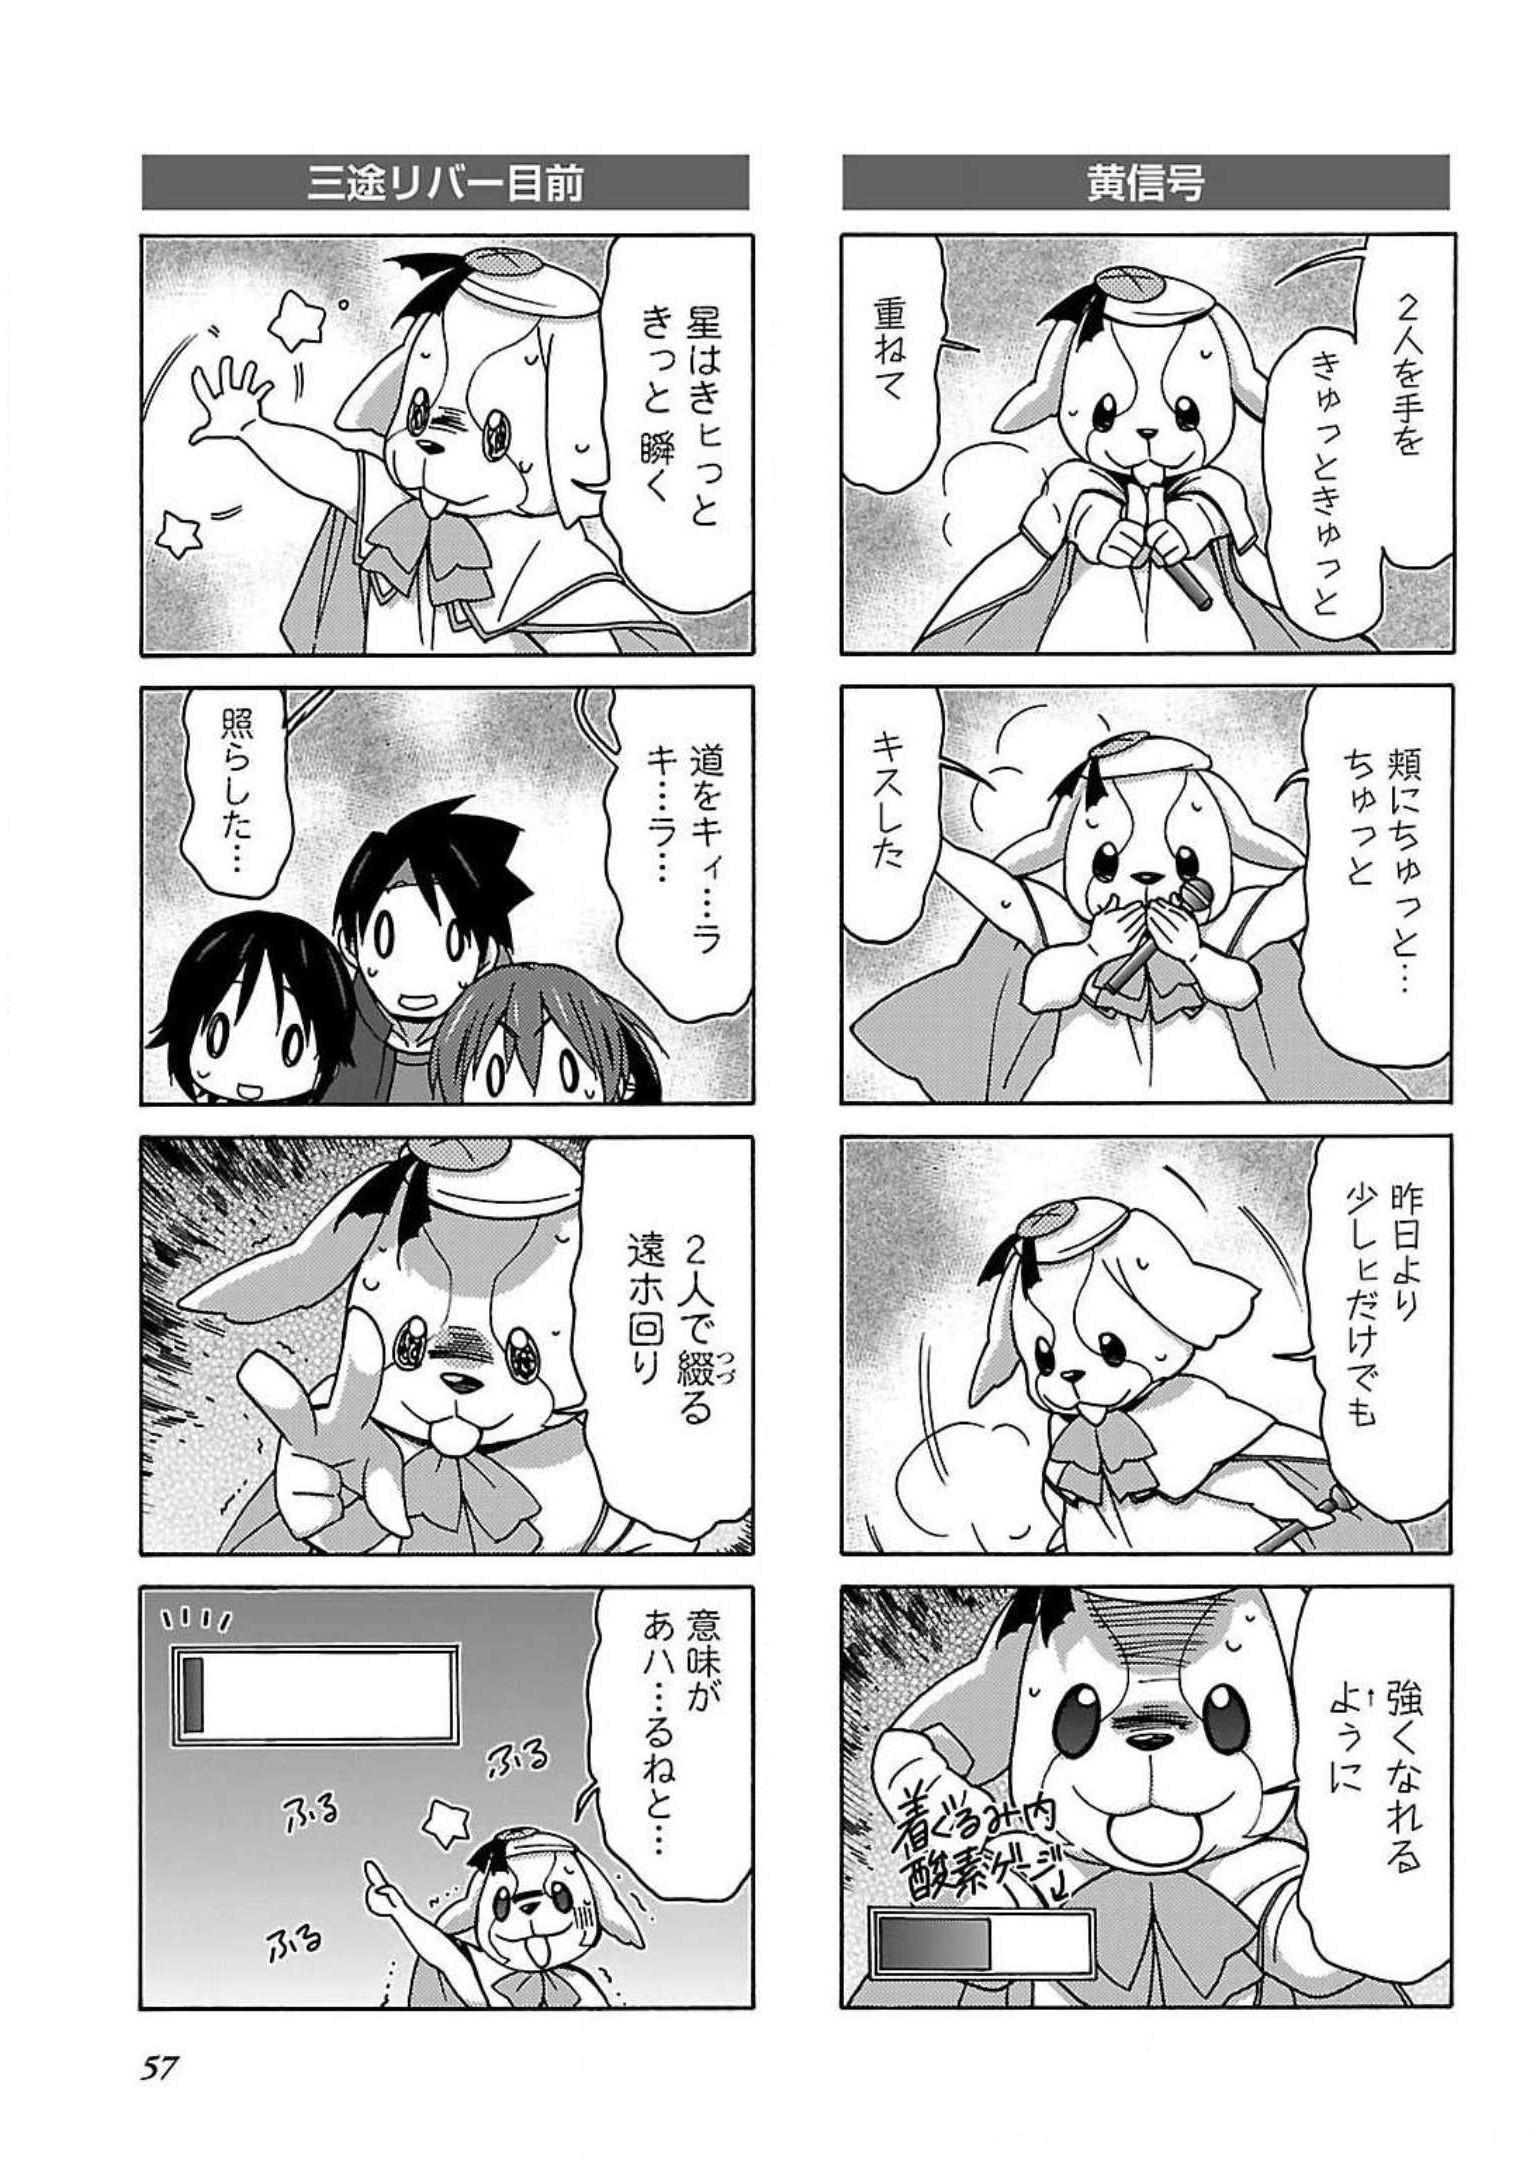 黄信号
2人を手を
きゅっときゅっと
重ねて
頬にちゅっと…
ちゅっと
キスした
昨日より
少しヒだけでも
強くなれる
↑
ように
着ぐるみ内
酸素ゲージ
三途リバー目前
星はきヒっと
きっと瞬く
道をキィ…ラ
キ…ラ…
照らした…
2人で綴る
つづ
遠ホ回り
意味が
あハ…るねと…
ふる
ふる
ふる
57